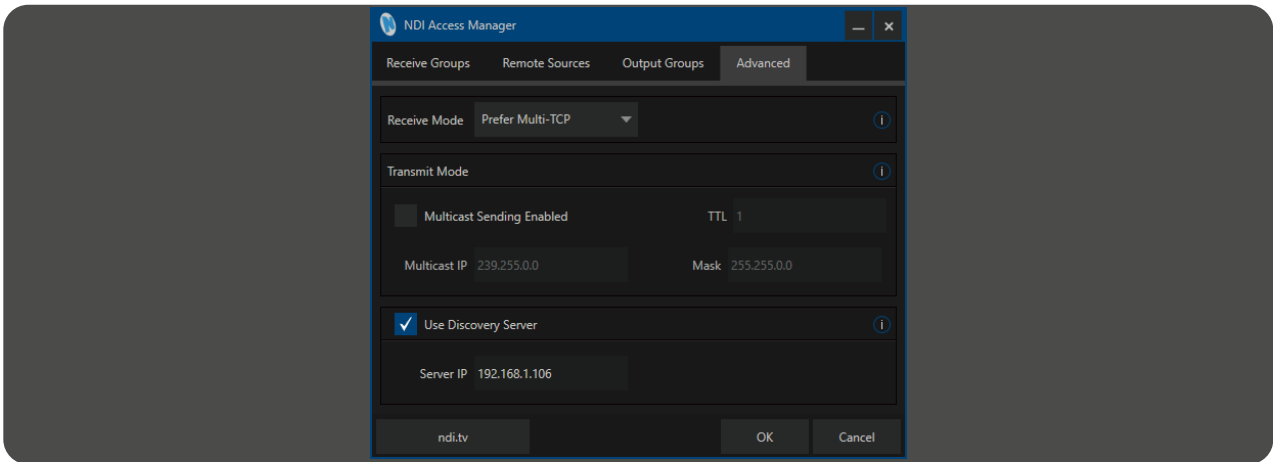 NDI Access Manager
Receive Groups Remote Sources Output Groups Advanced
Receive Mode Prefer Multi-TCP
Transmit Mode
Multicast Sending Enabled TTL 1
Multicast IP 239.255.0.0 Mask 255.255.0.0
Use Discovery Server
Server IP 192.168.1.106
ndi.tv OK Cancel